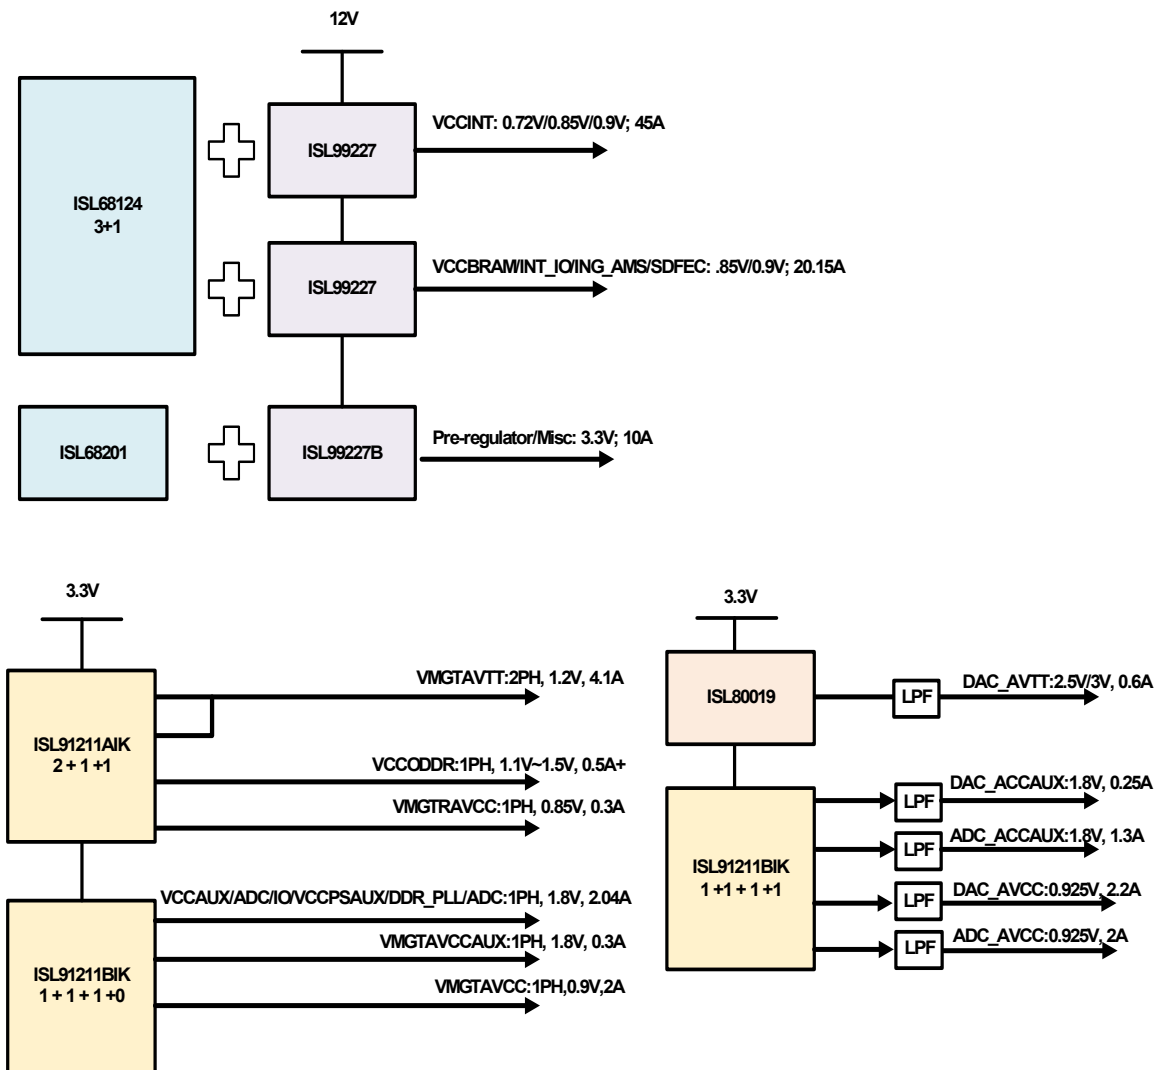 12V
ISL68124
3+1
ISL99227
VCCINT: 0.72V/0.85V/0.9V; 45A
ISL99227
VCCBRAM/INT_IO/ING_AMS/SDFEC: .85V/0.9V; 20.15A
ISL68201
ISL99227B
Pre-regulator/Misc: 3.3V; 10A
3.3V
ISL91211AIK
2 + 1 +1
VMGTAVTT:2PH, 1.2V, 4.1A
VCCODDR:1PH, 1.1V~1.5V, 0.5A+
VMGTRAVCC:1PH, 0.85V, 0.3A
ISL91211BIK
1 + 1 + 1 +0
VCCAUX/ADC/IO/VCCPSAUX/DDR_PLL/ADC:1PH, 1.8V, 2.04A
VMGTAVCCAUX:1PH, 1.8V, 0.3A
VMGTAVCC:1PH,0.9V,2A
3.3V
ISL80019
LPF
DAC_AVTT:2.5V/3V, 0.6A
ISL91211BIK
1 +1 + 1 +1
LPF
DAC_ACCAUX:1.8V, 0.25A
LPF
ADC_ACCAUX:1.8V, 1.3A
LPF
DAC_AVCC:0.925V, 2.2A
LPF
ADC_AVCC:0.925V, 2A